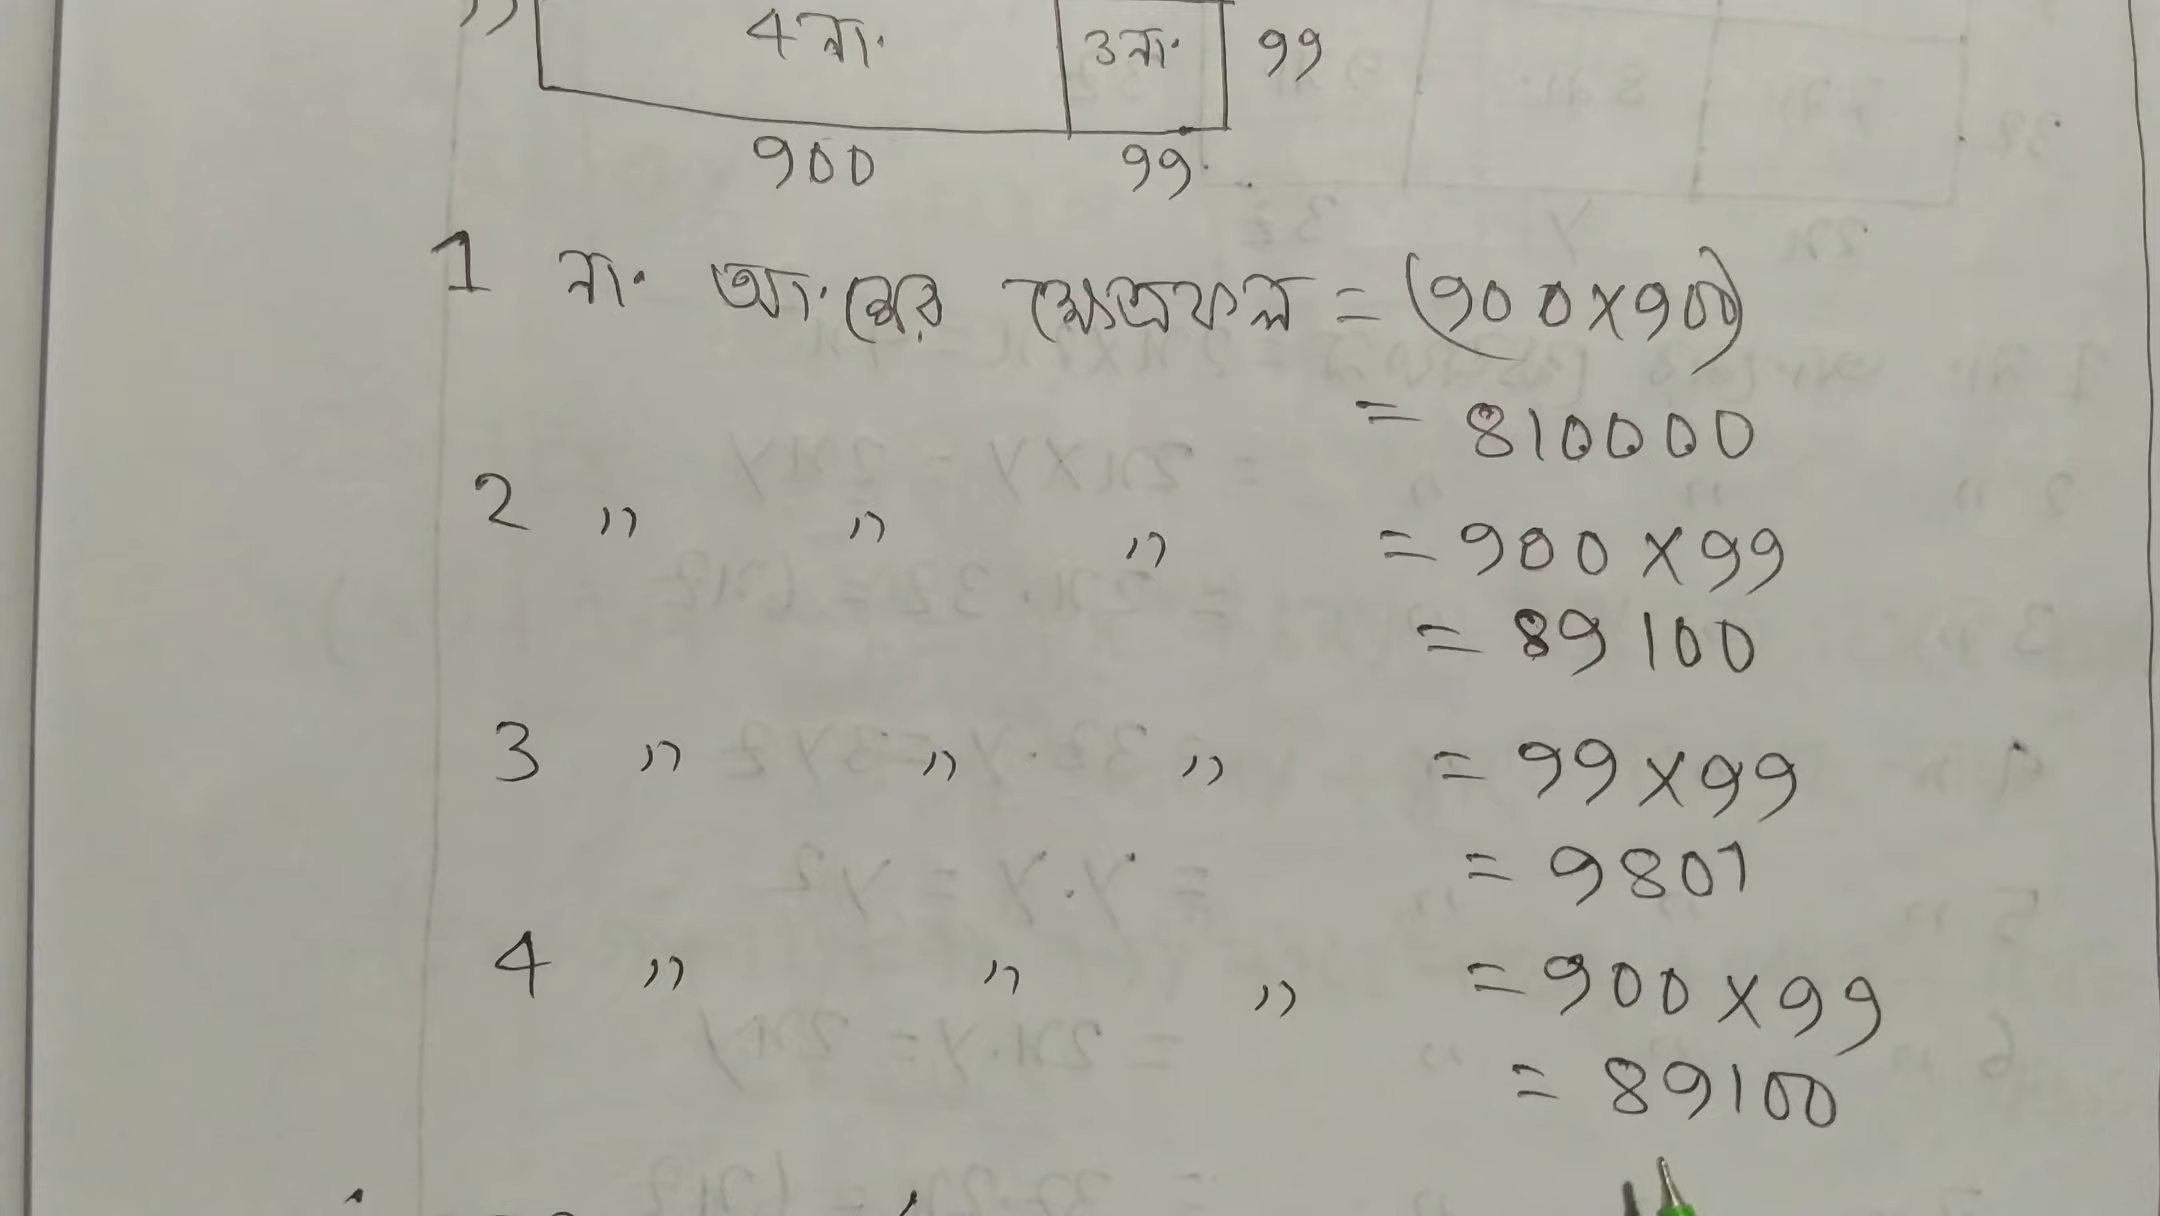 ,, 4 না. 3 না. 99
900 99
1 না. অ. ের ক্ষেত্রফল = (900×900)
= 810000
2 ,, ,, ,, = 900 × 99
= 89100
3 ,, ,, ,, = 99 × 99
= 9801
4 ,, ,, ,, = 900 × 99
= 89100